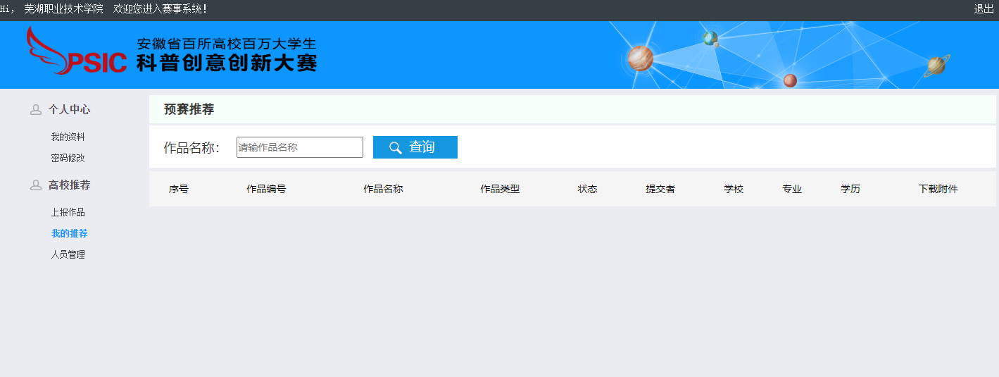 Hi, 芜湖职业技术学院 欢迎您进入赛事系统! 退出
PSIC
安徽省百所高校百万大学生
科普创意创新大赛
个人中心
我的资料
密码修改
高校推荐
上报作品
我的推荐
人员管理
预赛推荐
作品名称: 请输作品名称 查询
序号 作品编号 作品名称 作品类型 状态 提交者 学校 专业 学历 下载附件